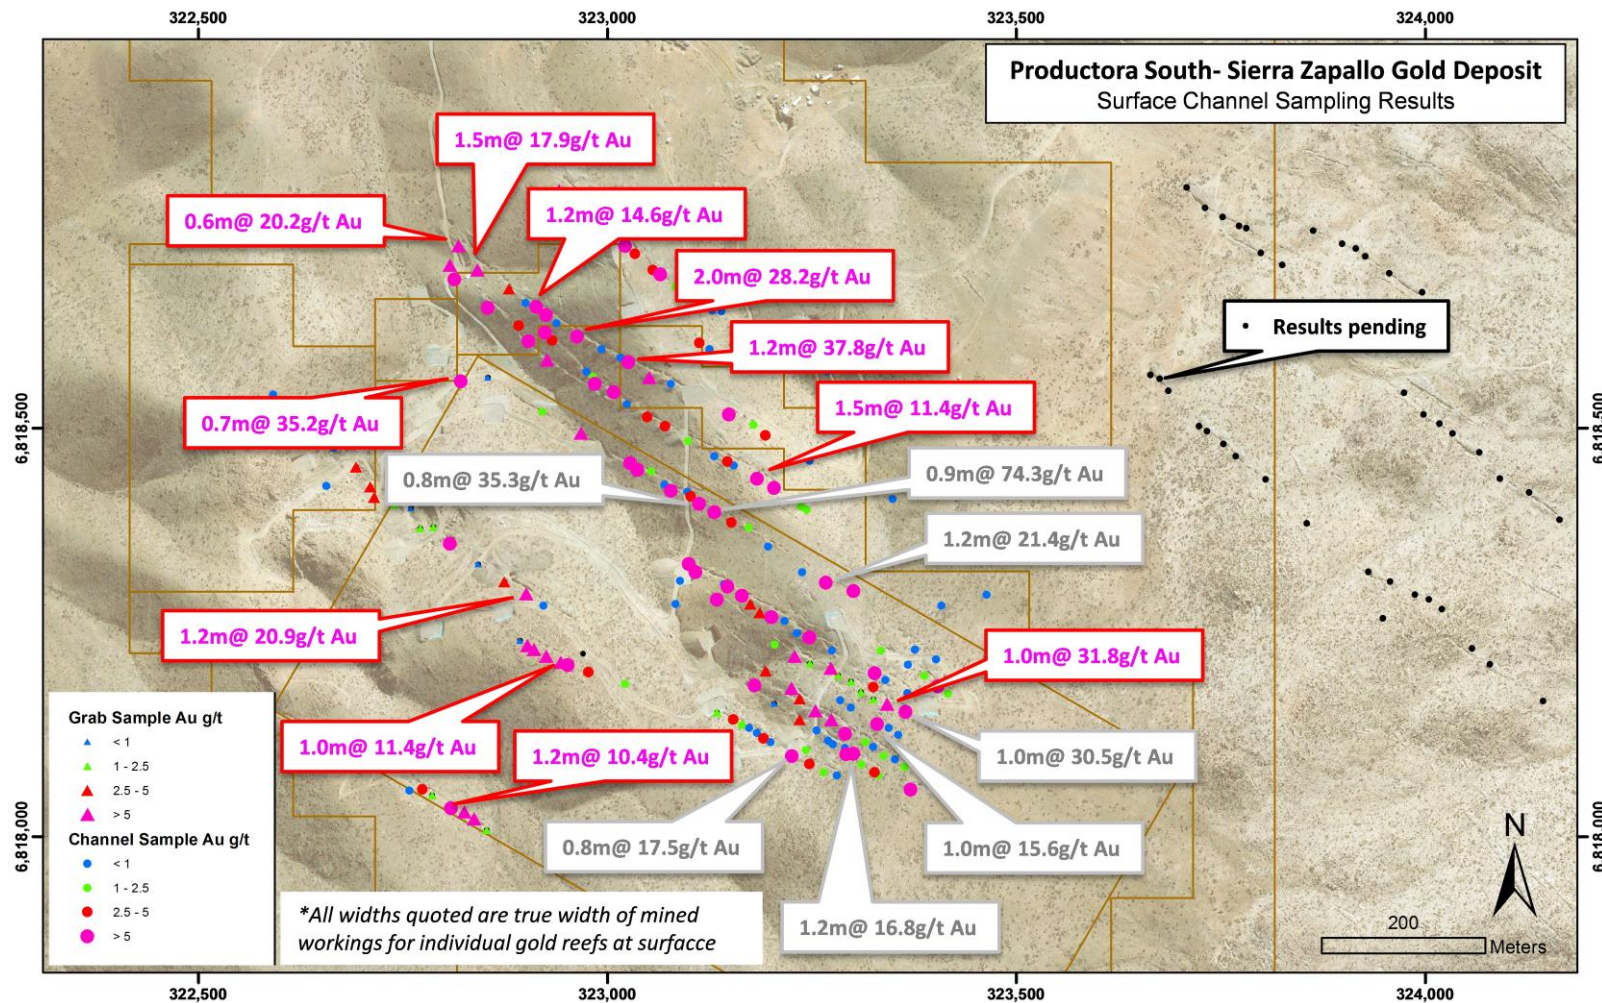 322,500
323,000
323,500
324,000
Productora South- Sierra Zapallo Gold Deposit
Surface Channel Sampling Results
1.5m@ 17.9g/t Au
0.6m@ 20.2g/t Au
1.2m@ 14.6g/t Au
2.0m@ 28.2g/t Au
• Results pending
1.2m@ 37.8g/t Au
0.7m@ 35.2g/t Au
1.5m@ 11.4g/t Au
6,818,500
6,818,500
0.8m@ 35.3g/t Au
0.9m@ 74.3g/t Au
1.2m@ 21.4g/t Au
1.2m@ 20.9g/t Au
1.0m@ 31.8g/t Au
1.0m@ 11.4g/t Au
1.2m@ 10.4g/t Au
1.0m@ 30.5g/t Au
0.8m@ 17.5g/t Au
1.0m@ 15.6g/t Au
1.2m@ 16.8g/t Au
6,818,000
6,818,000
Grab Sample Au g/t
< 1
1 - 2.5
2.5 - 5
> 5
Channel Sample Au g/t
< 1
1 - 2.5
2.5 - 5
> 5
*All widths quoted are true width of mined
workings for individual gold reefs at surfacce
N
200
Meters
322,500
323,000
323,500
324,000